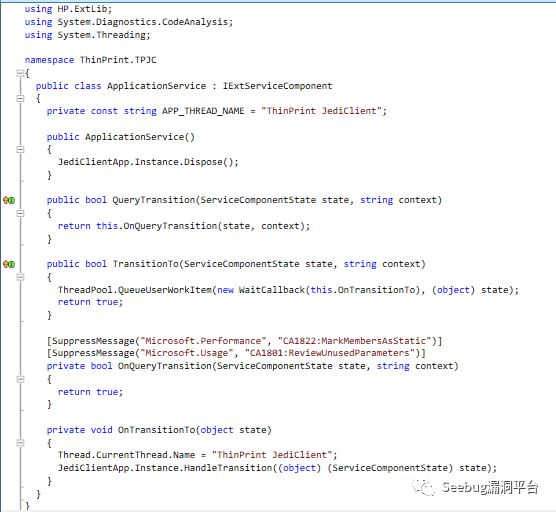 using HP.ExtLib;
using System.Diagnostics.CodeAnalysis;
using System.Threading;

namespace ThinPrint.TPJC
{
  public class ApplicationService : IExtServiceComponent
  {
    private const string APP_THREAD_NAME = "ThinPrint JediClient";

    public ApplicationService()
    {
      JediClientApp.Instance.Dispose();
    }

    public bool QueryTransition(ServiceComponentState state, string context)
    {
      return this.OnQueryTransition(state, context);
    }

    public bool TransitionTo(ServiceComponentState state, string context)
    {
      ThreadPool.QueueUserWorkItem(new WaitCallback(this.OnTransitionTo), (object) state);
      return true;
    }

    [SuppressMessage("Microsoft.Performance", "CA1822:MarkMembersAsStatic")]
    [SuppressMessage("Microsoft.Usage", "CA1801:ReviewUnusedParameters")]
    private bool OnQueryTransition(ServiceComponentState state, string context)
    {
      return true;
    }

    private void OnTransitionTo(object state)
    {
      Thread.CurrentThread.Name = "ThinPrint JediClient";
      JediClientApp.Instance.HandleTransition((object) (ServiceComponentState) state);
    }
  }
}
Seebug漏洞平台